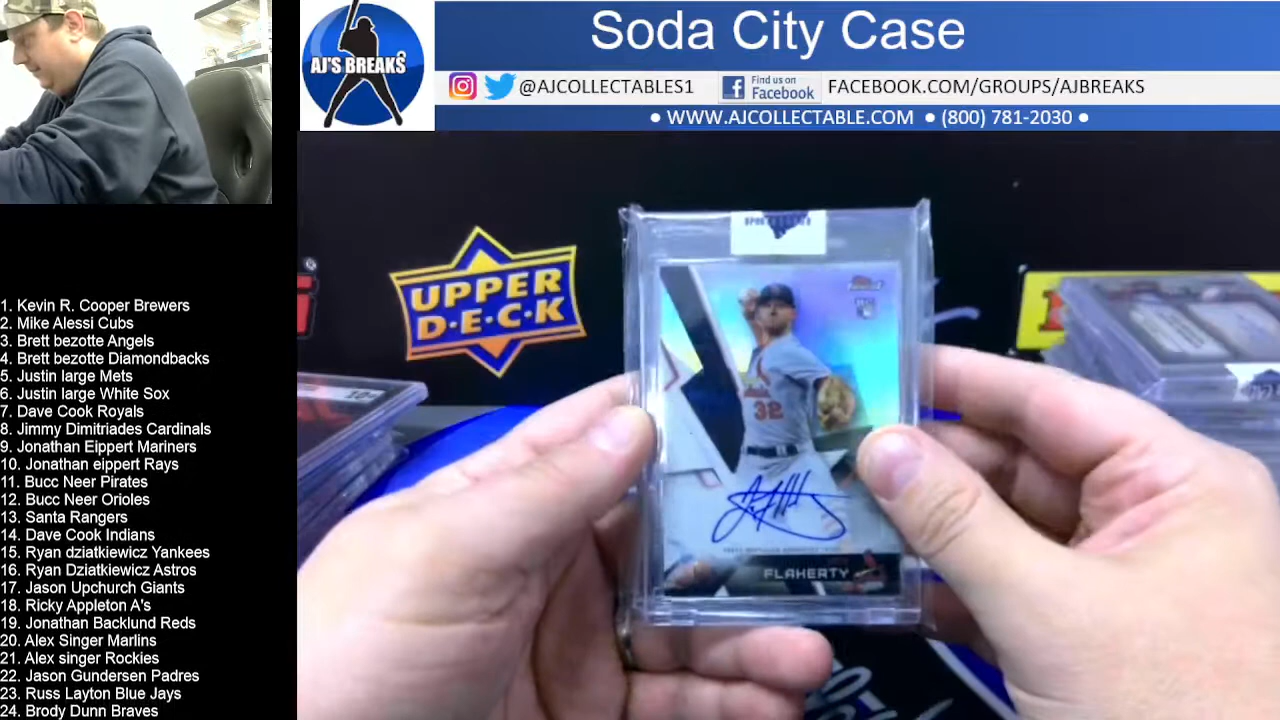 Soda City Case
AJ'S BREAKS
@AJCOLLECTABLES1
Find us on
Facebook
FACEBOOK.COM/GROUPS/AJBREAKS
• WWW.AJCOLLECTABLE.COM • (800) 781-2030 •
UPPER
D•E•C•K
32
FLAHERTY
1. Kevin R. Cooper Brewers
2. Mike Alessi Cubs
3. Brett bezotte Angels
4. Brett bezotte Diamondbacks
5. Justin large Mets
6. Justin large White Sox
7. Dave Cook Royals
8. Jimmy Dimitriades Cardinals
9. Jonathan Eippert Mariners
10. Jonathan eippert Rays
11. Bucc Neer Pirates
12. Bucc Neer Orioles
13. Santa Rangers
14. Dave Cook Indians
15. Ryan dziatkiewicz Yankees
16. Ryan Dziatkiewicz Astros
17. Jason Upchurch Giants
18. Ricky Appleton A's
19. Jonathan Backlund Reds
20. Alex Singer Marlins
21. Alex singer Rockies
22. Jason Gundersen Padres
23. Russ Layton Blue Jays
24. Brody Dunn Braves